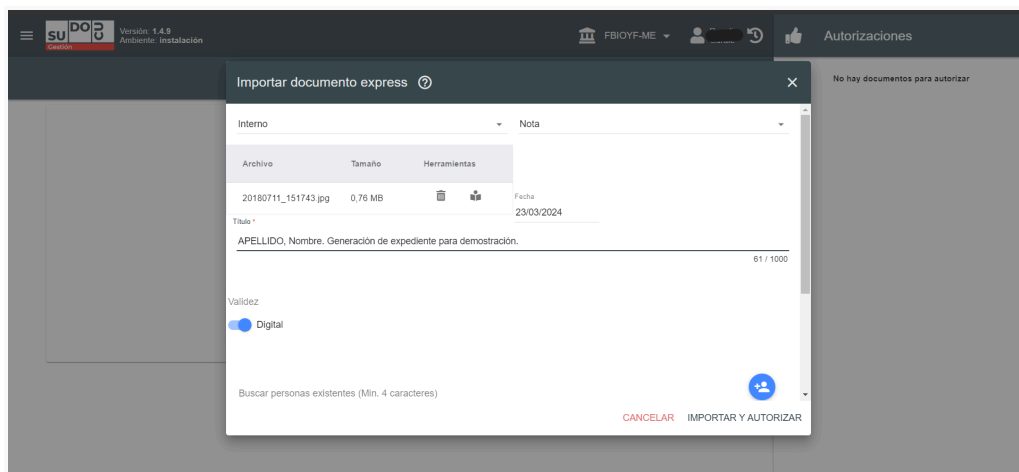 SU DO CU
Gestión
Versión: 1.4.9
Ambiente: instalación
FBIOYF-ME
Autorizaciones
No hay documentos para autorizar
Importar documento express
Interno
Nota
Archivo Tamaño Herramientas
20180711_151743.jpg 0,76 MB
Fecha
23/03/2024
Título *
APELLIDO, Nombre. Generación de expediente para demostración.
61 / 1000
Validez
Digital
Buscar personas existentes (Min. 4 caracteres)
CANCELAR IMPORTAR Y AUTORIZAR